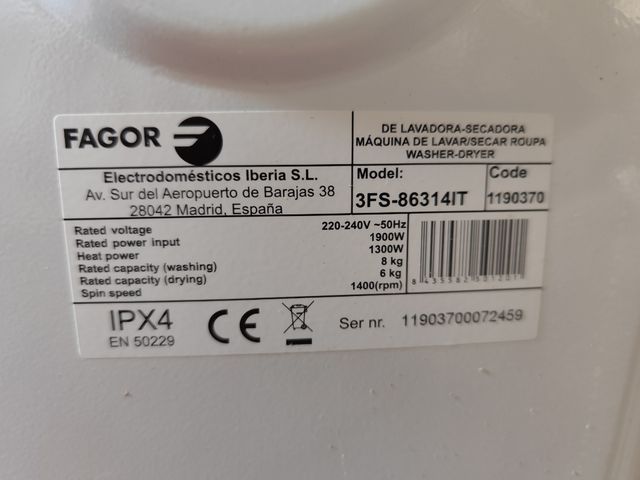 FAGOR
DE LAVADORA-SECADORA
MÁQUINA DE LAVAR/SECAR ROUPA
WASHER-DRYER
Electrodomésticos Iberia S.L.
Av. Sur del Aeropuerto de Barajas 38
28042 Madrid, España
Model:
3FS-86314IT
Code
1190370
Rated voltage 220-240V ~50Hz
Rated power input 1900W
Heat power 1300W
Rated capacity (washing) 8 kg
Rated capacity (drying) 6 kg
Spin speed 1400(rpm)
8 435582 501201
IPX4
EN 50229
CE
Ser nr. 11903700072459